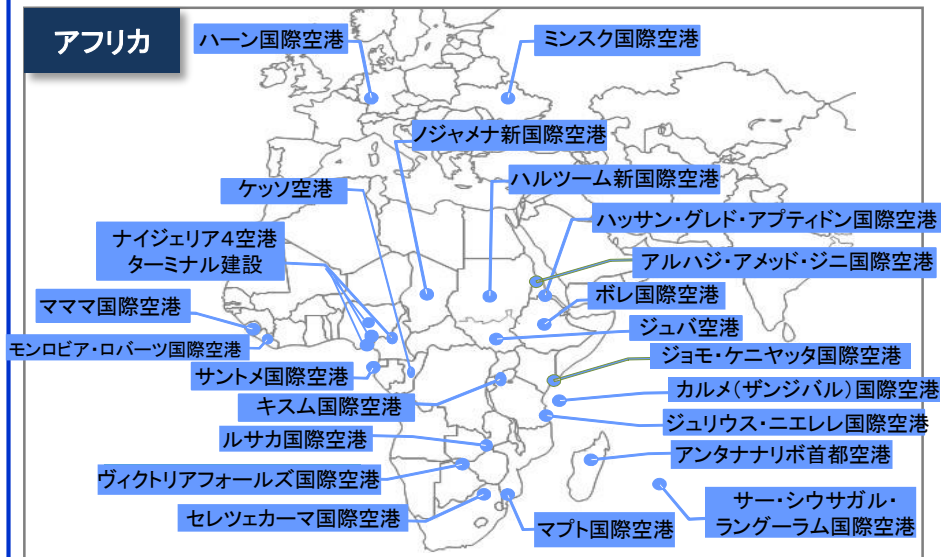 アフリカ
ハーン国際空港
ミンスク国際空港
ノジャメナ新国際空港
ケッソ空港
ハルツーム新国際空港
ハッサン・グレド・アプティドン国際空港
ナイジェリア4空港
ターミナル建設
アルハジ・アメッド・ジニ国際空港
ボレ国際空港
マママ国際空港
ジュバ空港
モンロビア・ロバーツ国際空港
ジョモ・ケニヤッタ国際空港
サントメ国際空港
カルメ(ザンジバル)国際空港
キスム国際空港
ジュリウス・ニエレレ国際空港
ルサカ国際空港
アンタナナリボ首都空港
ヴィクトリアフォールズ国際空港
サー・シウサガル・
ラングーラム国際空港
セレツェカーマ国際空港
マプト国際空港